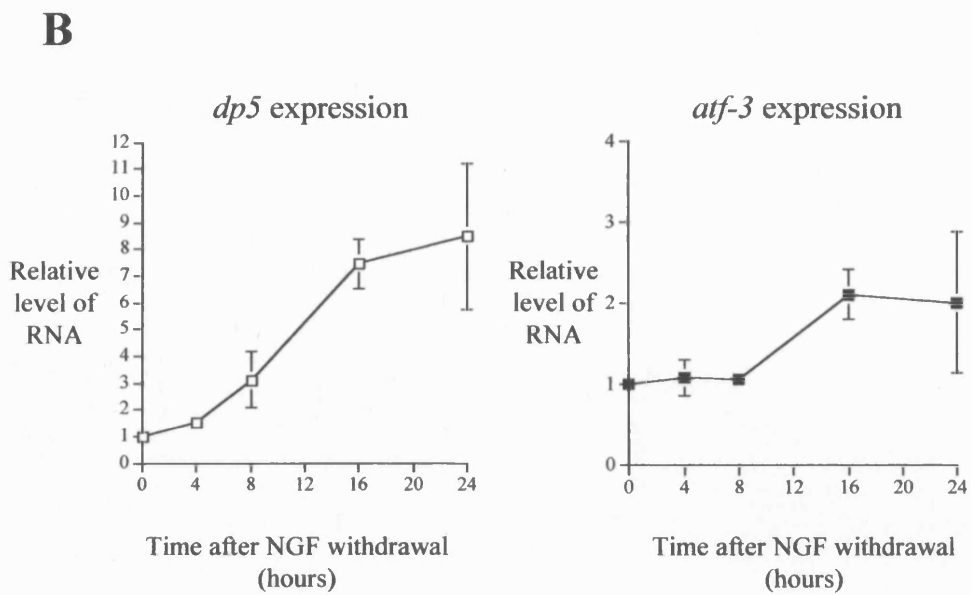 B
dp5 expression
12
11
10
9
8
7
6
5
4
3
2
1
0
Relative
level of
RNA
0 4 8 12 16 20 24
Time after NGF withdrawal
(hours)
atf-3 expression
4
3
2
1
0
Relative
level of
RNA
0 4 8 12 16 20 24
Time after NGF withdrawal
(hours)